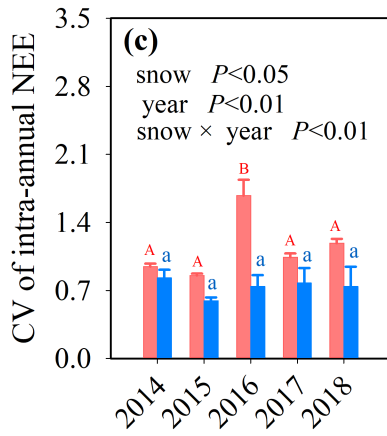 (c)
snow P<0.05
year P<0.01
snow × year P<0.01
CV of intra-annual NEE
3.5
2.8
2.1
1.4
0.7
0.0
A a A a B a A a A a
2014 2015 2016 2017 2018